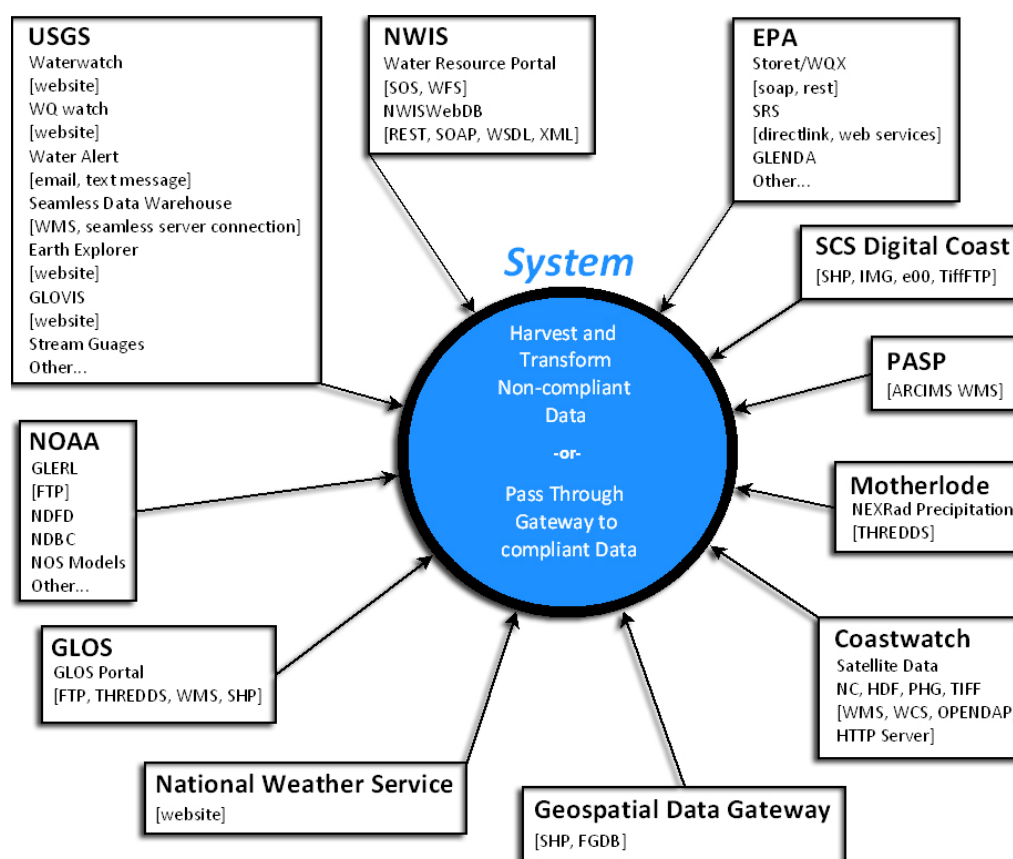 USGS
Waterwatch
[website]
WQ watch
[website]
Water Alert
[email, text message]
Seamless Data Warehouse
[WMS, seamless server connection]
Earth Explorer
[website]
GLOVIS
[website]
Stream Guages
Other...
NWIS
Water Resource Portal
[SOS, WFS]
NWISWebDB
[REST, SOAP, WSDL, XML]
EPA
Storet/WQX
[soap, rest]
SRS
[directlink, web services]
GLENDA
Other...
SCS Digital Coast
[SHP, IMG, e00, TiffFTP]
System
Harvest and
Transform
Non-compliant
Data
-or-
Pass Through
Gateway to
compliant Data
PASP
[ARCIMS WMS]
NOAA
GLERL
[FTP]
NDFD
NDBC
NOS Models
Other...
Motherlode
NEXRad Precipitation
[THREDDS]
GLOS
GLOS Portal
[FTP, THREDDS, WMS, SHP]
Coastwatch
Satellite Data
NC, HDF, PHG, TIFF
[WMS, WCS, OPENDAP,
HTTP Server]
National Weather Service
[website]
Geospatial Data Gateway
[SHP, FGDB]